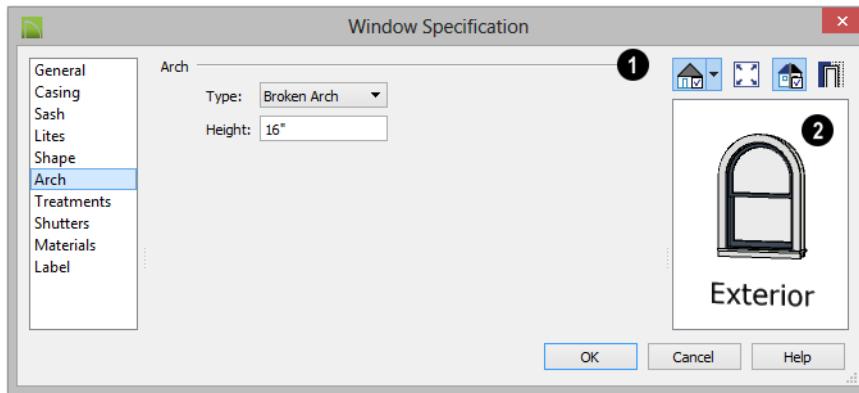 Window Specification
×
General
Casing
Sash
Lites
Shape
Arch
Treatments
Shutters
Materials
Label
Arch
Type: Broken Arch
Height: 16"
1
2
Exterior
OK Cancel Help